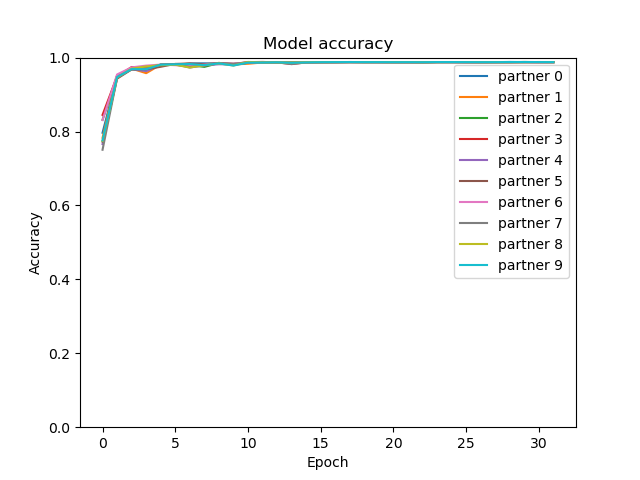 Model accuracy
1.0
0.8
0.6
0.4
0.2
0.0
Accuracy
partner 0
partner 1
partner 2
partner 3
partner 4
partner 5
partner 6
partner 7
partner 8
partner 9
0 5 10 15 20 25 30
Epoch